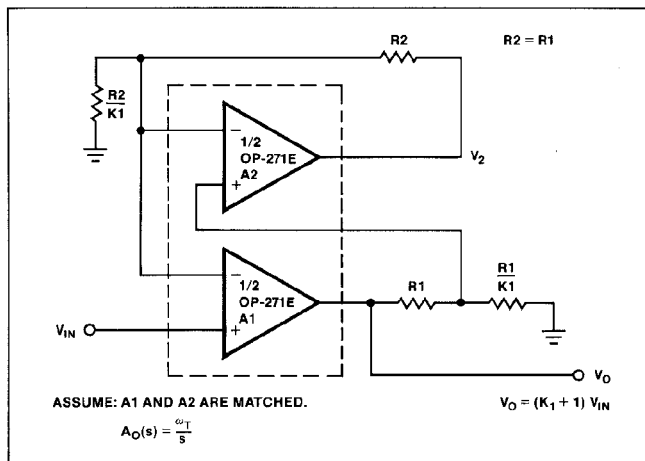 R2
R2 = R1
R2
K1
−
1/2
OP-271E
A2
+
V2
−
1/2
OP-271E
A1
+
R1
R1
K1
VIN
VO
ASSUME: A1 AND A2 ARE MATCHED.
VO = (K1 + 1) VIN
AO(s) = ωT
s